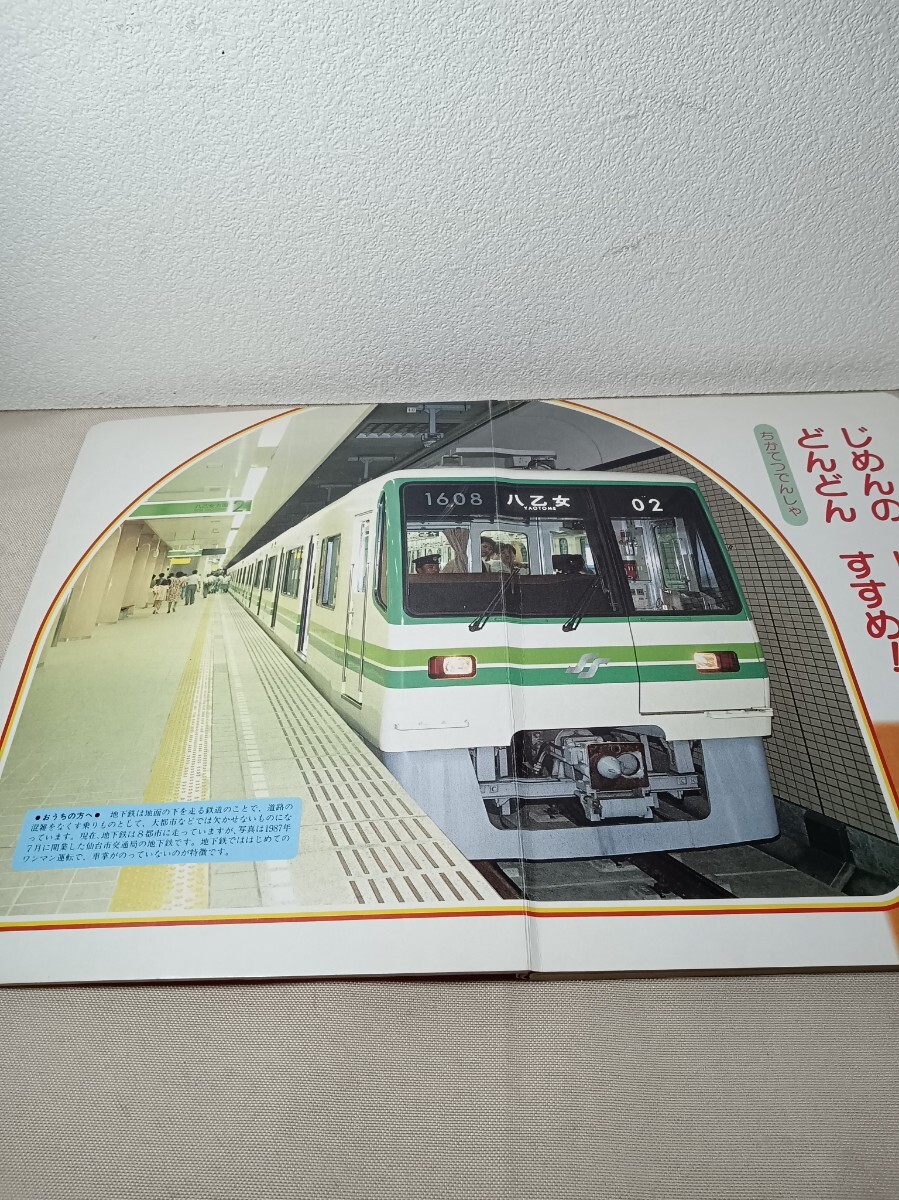 じめんの
どんどん すすめ!
ちかてつでんしゃ
1608
八乙女
YAOTOME
02
●おうちの方へ● 地下鉄は地面の下を走る鉄道のことで、道路の
混雑をなくす乗りものとして、大都市などでは欠かせないものにな
っています。現在、地下鉄は8都市に走っていますが、写真は1987年
7月に開業した仙台市交通局の地下鉄です。地下鉄でははじめての
ワンマン運転で、車掌がのっていないのが特徴です。